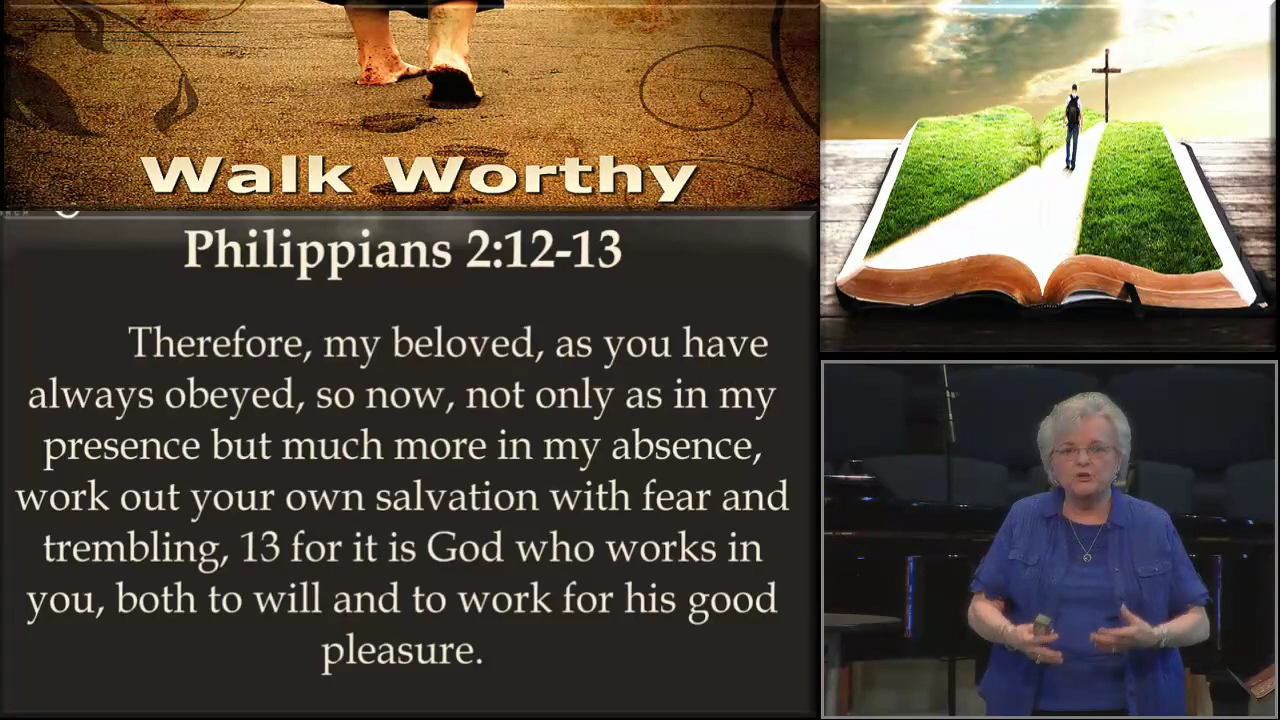 Walk Worthy
Philippians 2:12-13
Therefore, my beloved, as you have
always obeyed, so now, not only as in my
presence but much more in my absence,
work out your own salvation with fear and
trembling, 13 for it is God who works in
you, both to will and to work for his good
pleasure.